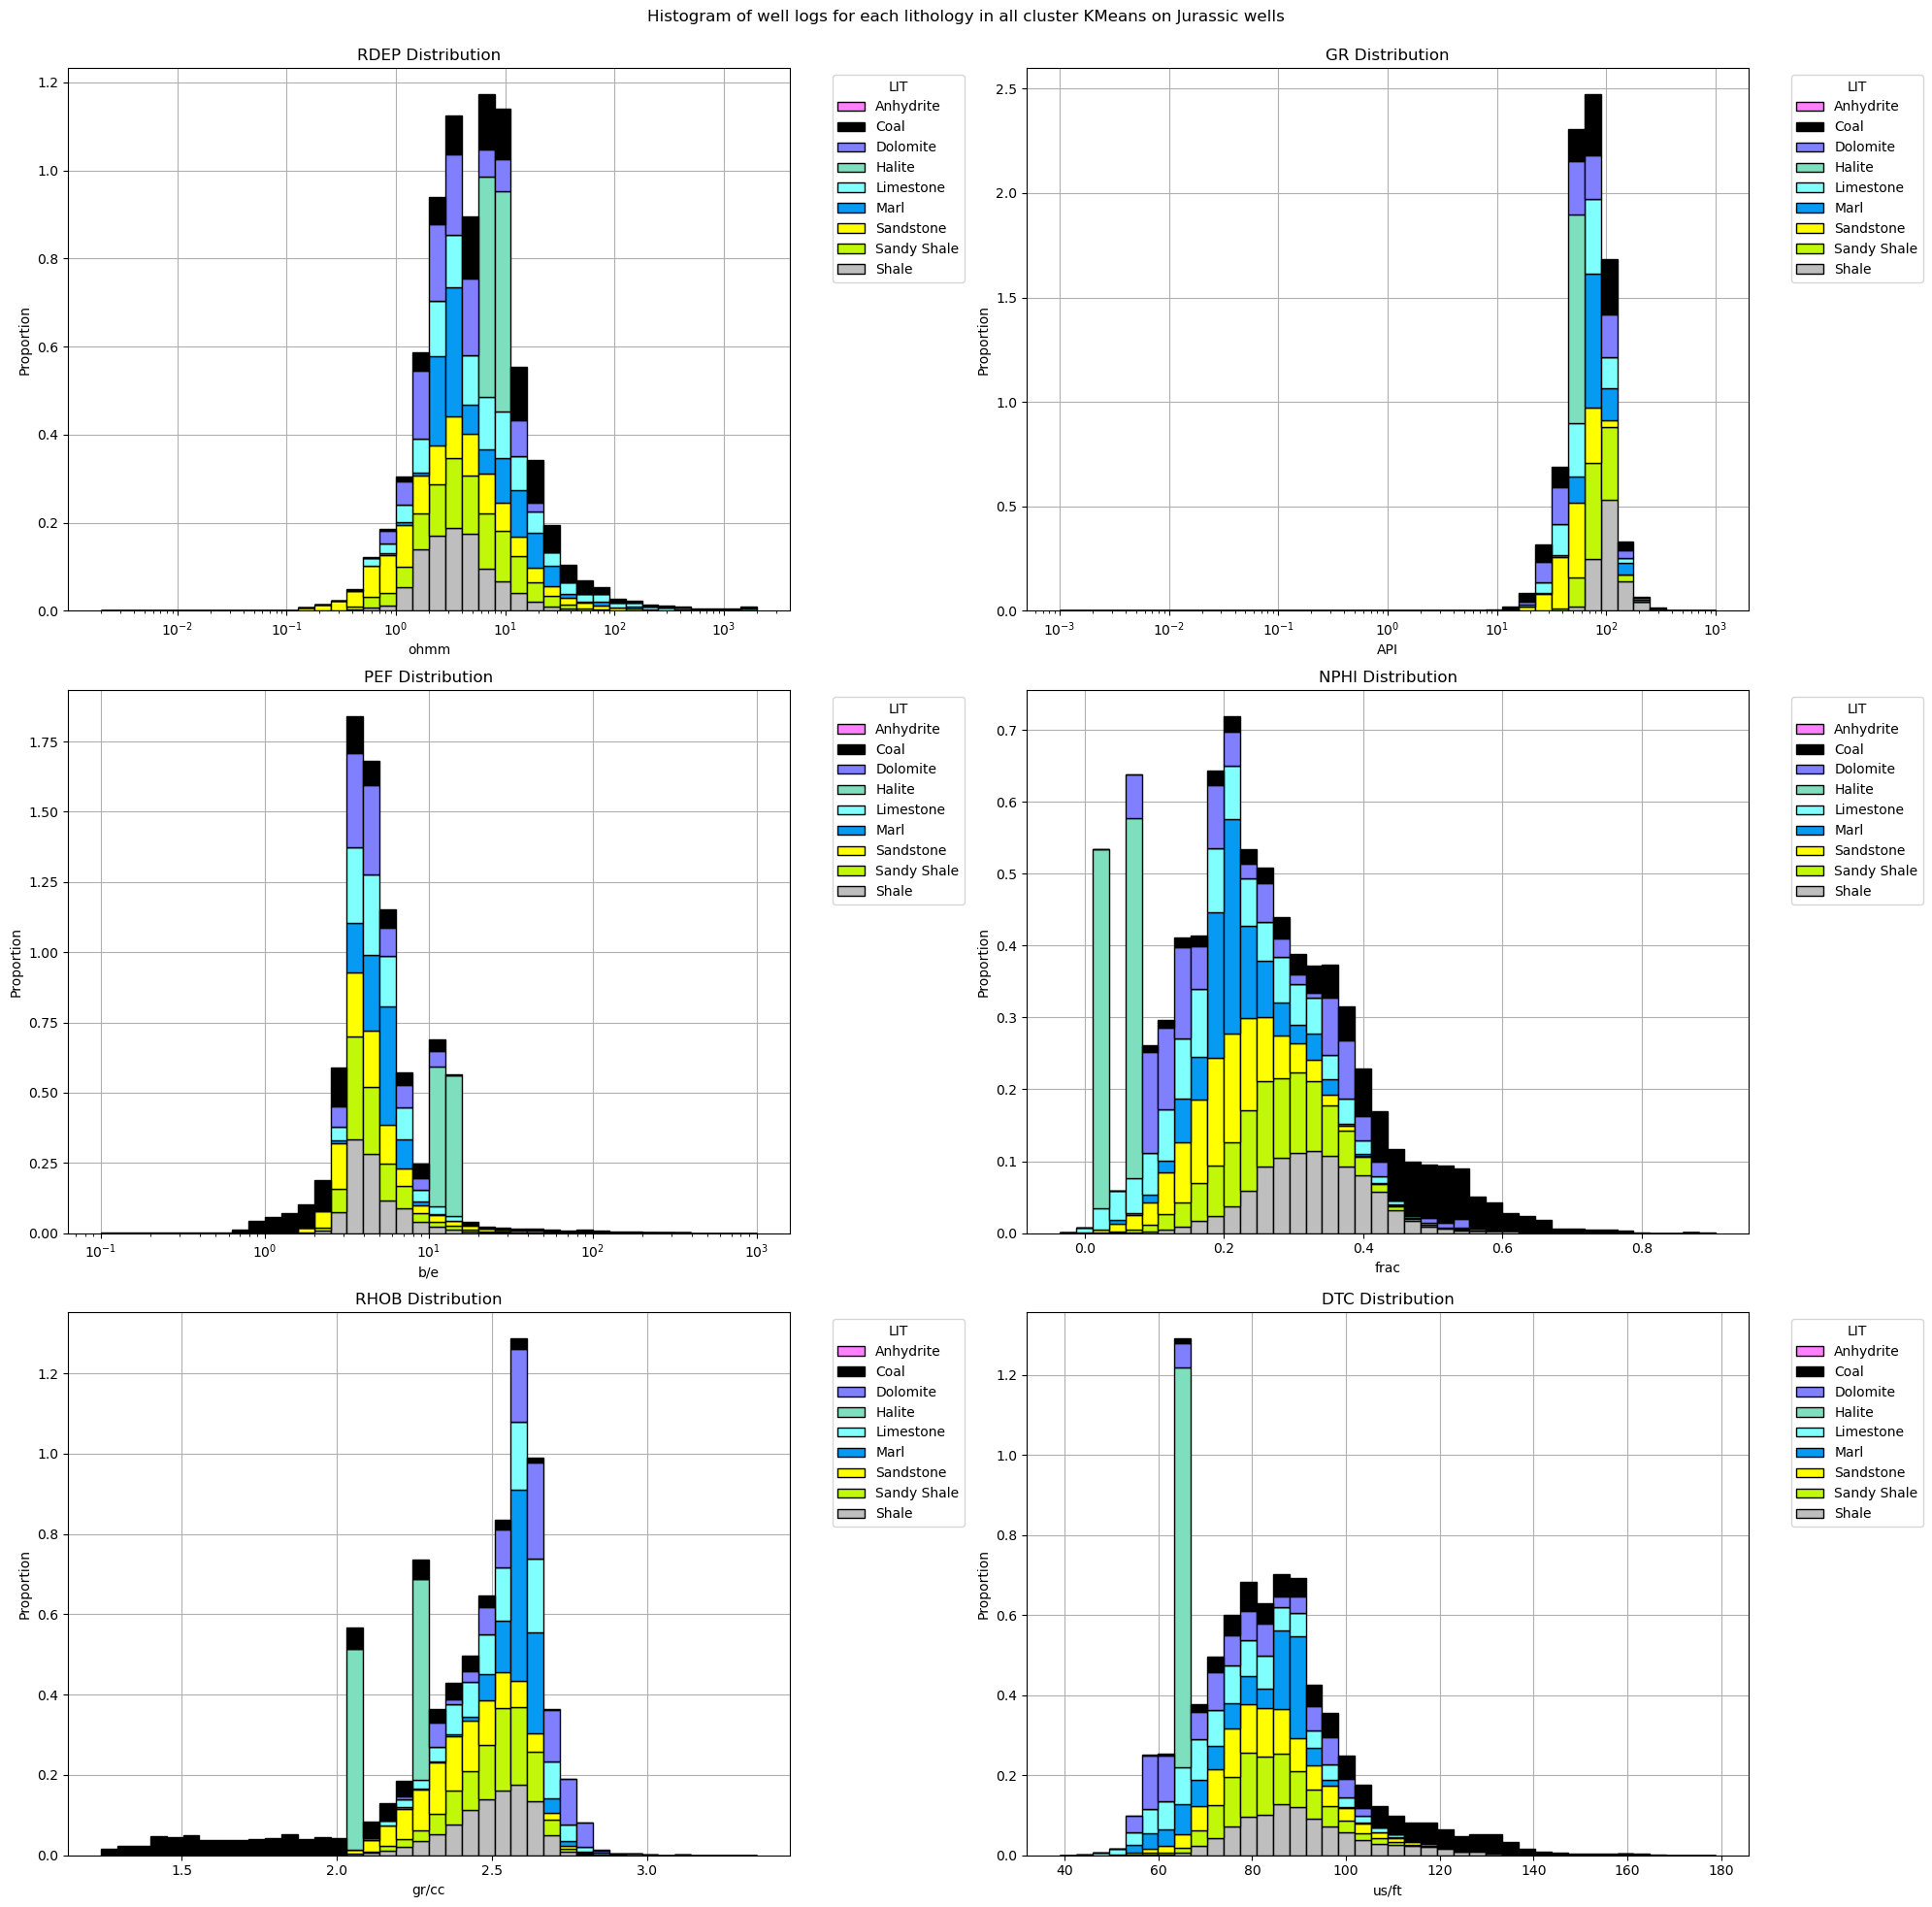 Histogram of well logs for each lithology in all cluster KMeans on Jurassic wells
RDEP Distribution
Proportion
1.2
1.0
0.8
0.6
0.4
0.2
0.0
10⁻² 10⁻¹ 10⁰ 10¹ 10² 10³
ohmm
LIT
Anhydrite
Coal
Dolomite
Halite
Limestone
Marl
Sandstone
Sandy Shale
Shale
GR Distribution
Proportion
2.5
2.0
1.5
1.0
0.5
0.0
10⁻³ 10⁻² 10⁻¹ 10⁰ 10¹ 10² 10³
API
LIT
Anhydrite
Coal
Dolomite
Halite
Limestone
Marl
Sandstone
Sandy Shale
Shale
PEF Distribution
Proportion
1.75
1.50
1.25
1.00
0.75
0.50
0.25
0.00
10⁻¹ 10⁰ 10¹ 10² 10³
b/e
LIT
Anhydrite
Coal
Dolomite
Halite
Limestone
Marl
Sandstone
Sandy Shale
Shale
NPHI Distribution
Proportion
0.7
0.6
0.5
0.4
0.3
0.2
0.1
0.0
0.0 0.2 0.4 0.6 0.8
frac
LIT
Anhydrite
Coal
Dolomite
Halite
Limestone
Marl
Sandstone
Sandy Shale
Shale
RHOB Distribution
Proportion
1.2
1.0
0.8
0.6
0.4
0.2
0.0
1.5 2.0 2.5 3.0
gr/cc
LIT
Anhydrite
Coal
Dolomite
Halite
Limestone
Marl
Sandstone
Sandy Shale
Shale
DTC Distribution
Proportion
1.2
1.0
0.8
0.6
0.4
0.2
0.0
40 60 80 100 120 140 160 180
us/ft
LIT
Anhydrite
Coal
Dolomite
Halite
Limestone
Marl
Sandstone
Sandy Shale
Shale